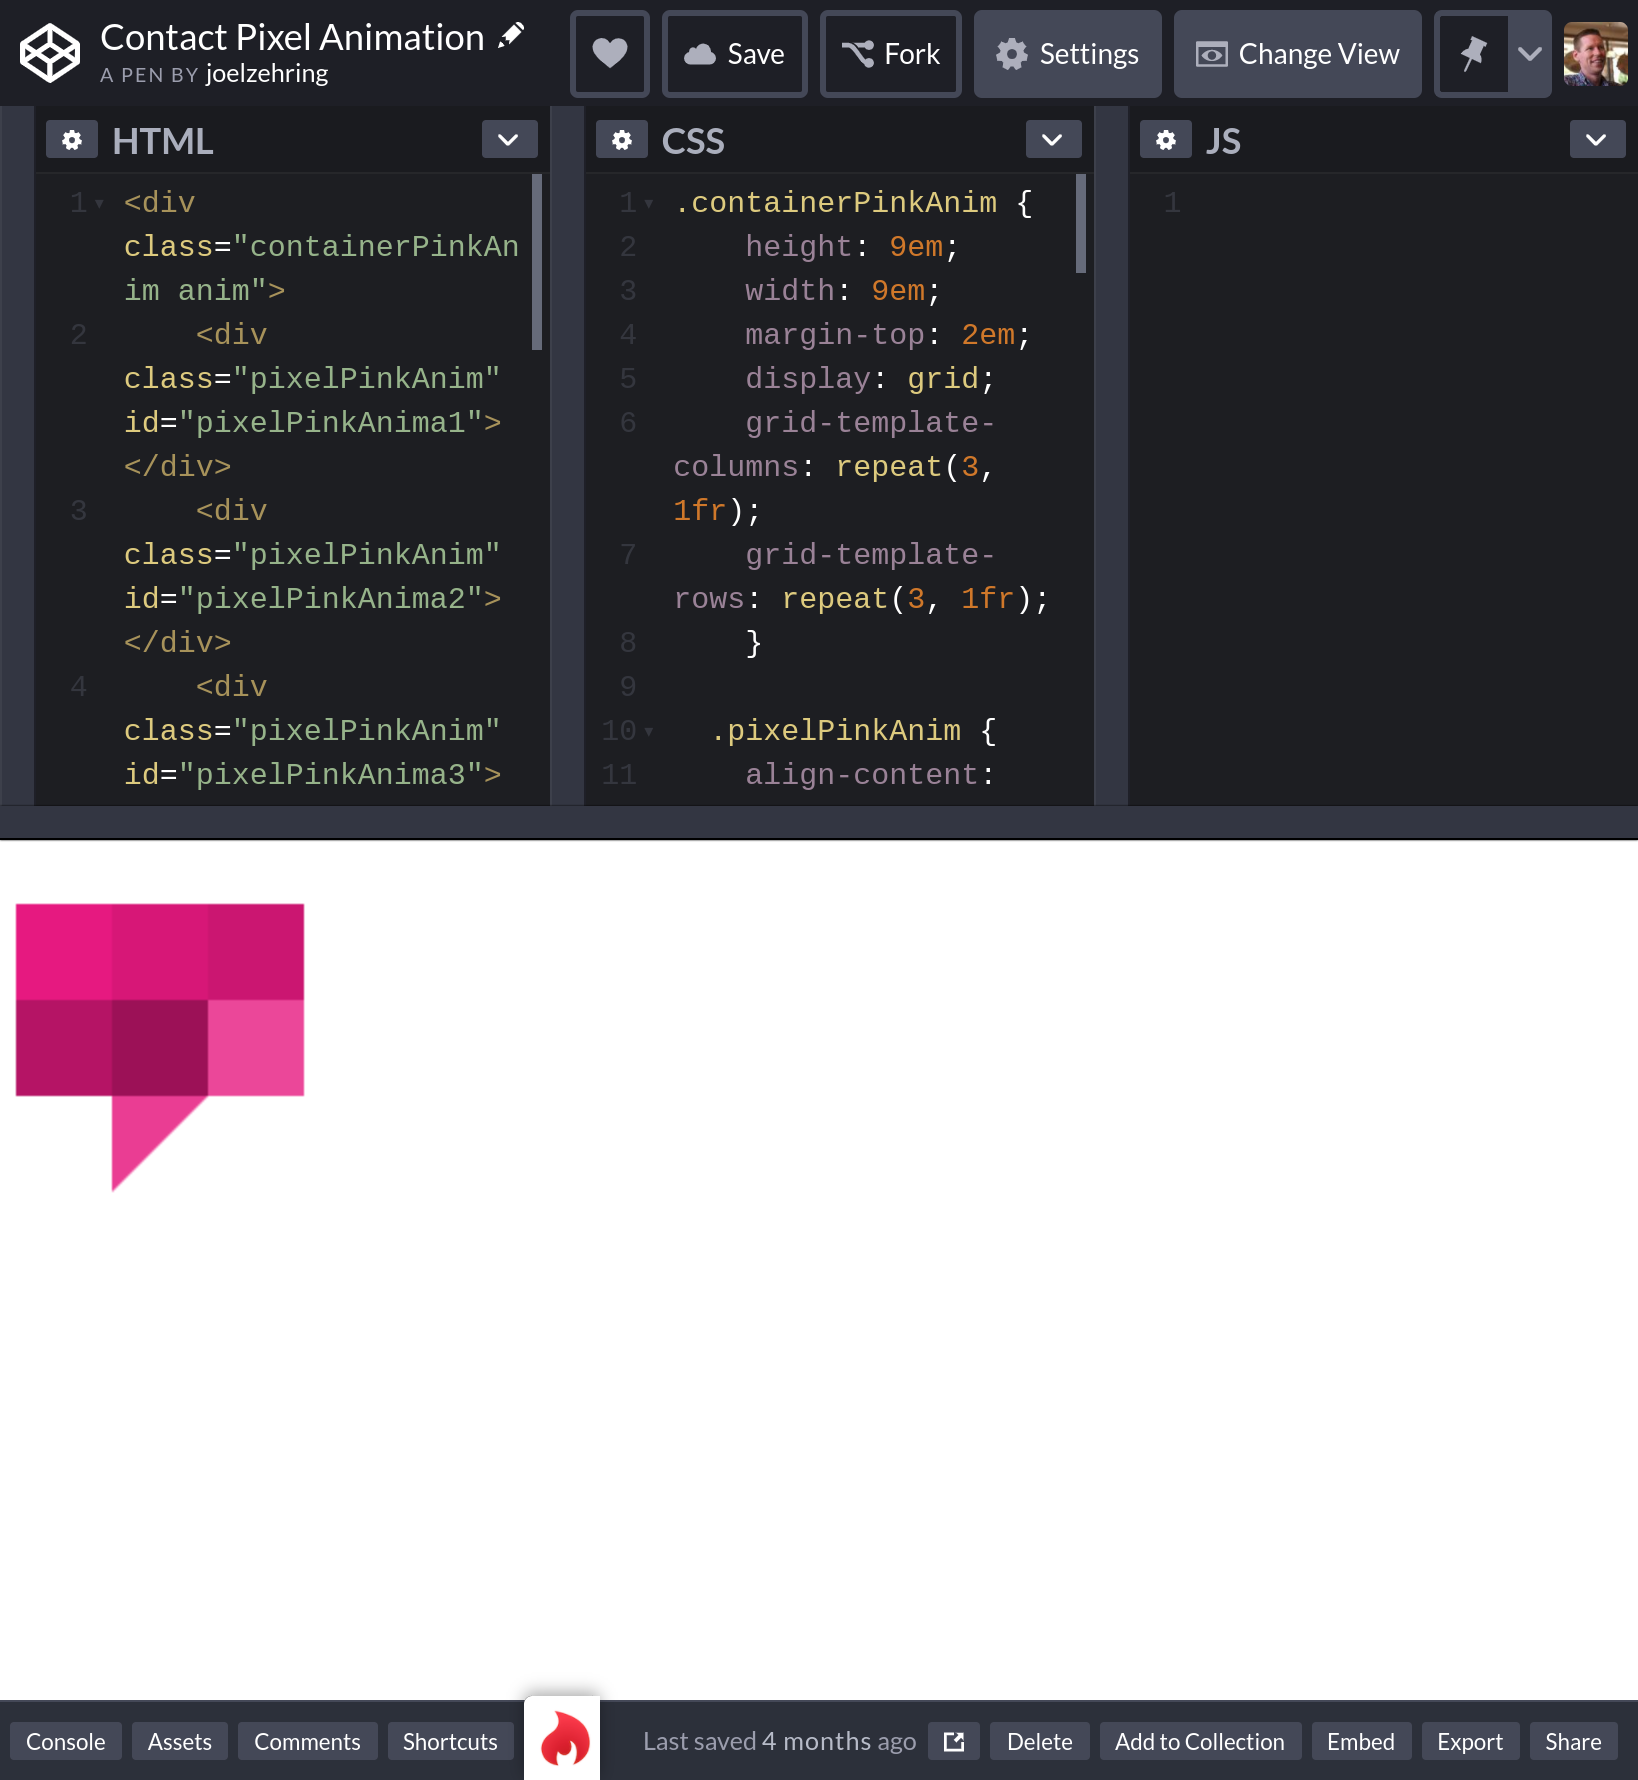 Contact Pixel Animation
A PEN BY joelzehring
Save
Fork
Settings
Change View
HTML
1 <div
class="containerPinkAn
im anim">
2 <div
class="pixelPinkAnim"
id="pixelPinkAnima1">
</div>
3 <div
class="pixelPinkAnim"
id="pixelPinkAnima2">
</div>
4 <div
class="pixelPinkAnim"
id="pixelPinkAnima3">
CSS
1 .containerPinkAnim {
2 height: 9em;
3 width: 9em;
4 margin-top: 2em;
5 display: grid;
6 grid-template-
columns: repeat(3,
1fr);
7 grid-template-
rows: repeat(3, 1fr);
8 }
9
10 .pixelPinkAnim {
11 align-content:
JS
1
Console
Assets
Comments
Shortcuts
Last saved 4 months ago
Delete
Add to Collection
Embed
Export
Share